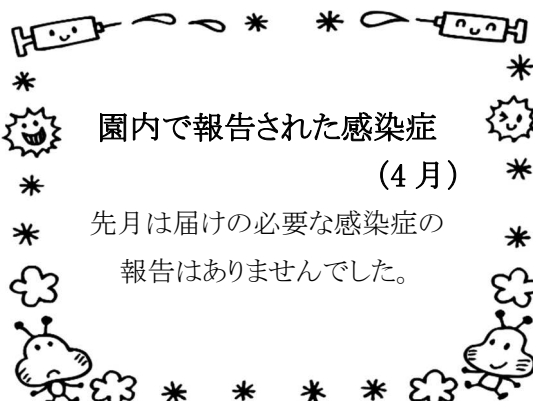 園内で報告された感染症
(4 月)
先月は届けの必要な感染症の
報告はありませんでした。